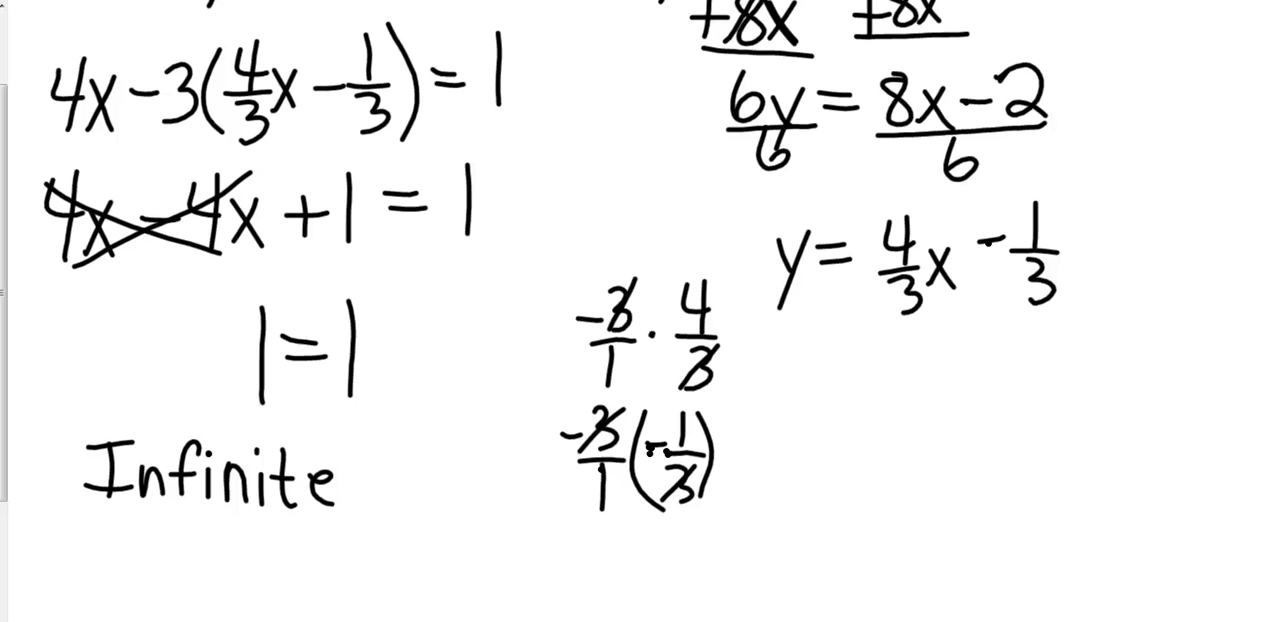 +8x +8x
4x - 3(4/3x - 1/3) = 1
6y/6 = 8x - 2/6
4x - 4x + 1 = 1
y = 4/3x - 1/3
-3/1 · 4/3
1 = 1
-3/1(-1/3)
Infinite